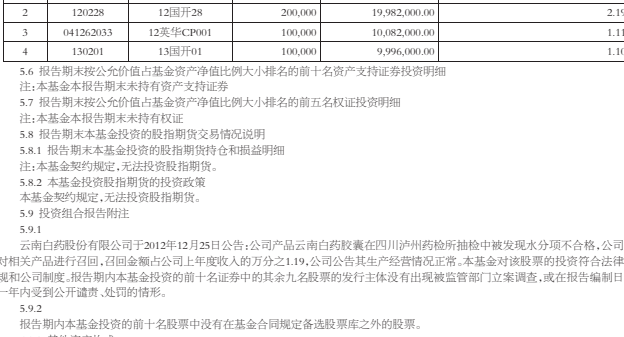 2 120228 12国开28 200,000 19,982,000.00 2.19
3 041262033 12英华CP001 100,000 10,082,000.00 1.11
4 130201 13国开01 100,000 9,996,000.00 1.10
5.6 报告期末按公允价值占基金资产净值比例大小排名的前十名资产支持证券投资明细
注:本基金本报告期末未持有资产支持证券
5.7 报告期末按公允价值占基金资产净值比例大小排名的前五名权证投资明细
注:本基金报告期末未持有权证
5.8 报告期末本基金投资的股指期货交易情况说明
5.8.1 报告期末本基金投资的股指期货持仓和损益明细
注:本基金契约规定,无法投资股指期货。
5.8.2 本基金投资股指期货的投资政策
本基金契约规定,无法投资股指期货。
5.9 投资组合报告附注
5.9.1
云南白药股份有限公司于2012年12月25日公告:公司产品云南白药胶囊在四川泸州药检所抽检中被发现水分项不合格,公司
对相关产品进行召回,召回金额占公司上年度收入的万分之1.19,公司公告其生产经营情况正常。本基金对该股票的投资符合法律
规和公司制度。报告期内本基金投资的前十名证券中的其余九名股票的发行主体没有出现被监管部门立案调查,或在报告编制日
一年内受到公开谴责、处罚的情形。
5.9.2
报告期内本基金投资的前十名股票中没有在基金合同规定备选股票库之外的股票。